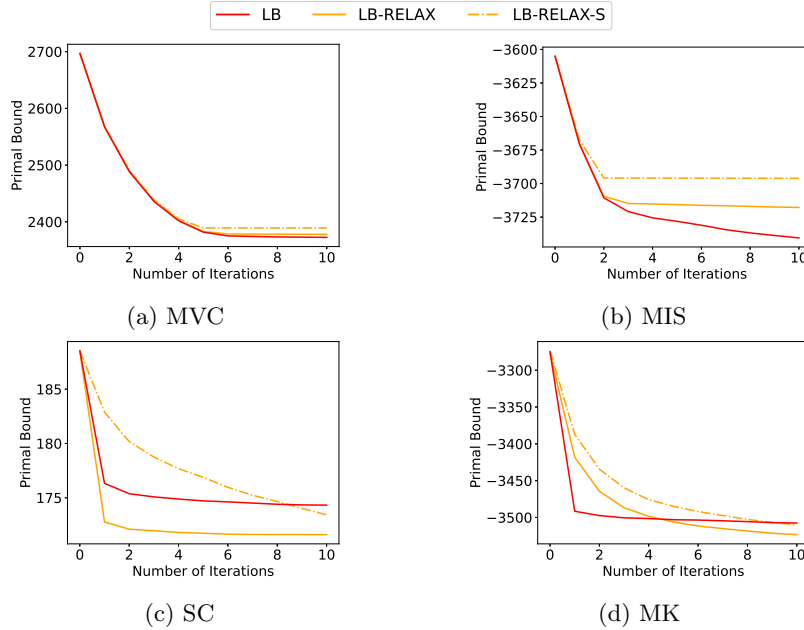 LB LB-RELAX LB-RELAX-S
2700
2600
2500
2400
Primal Bound
0 2 4 6 8 10
Number of Iterations
(a) MVC
−3600
−3625
−3650
−3675
−3700
−3725
Primal Bound
0 2 4 6 8 10
Number of Iterations
(b) MIS
185
180
175
Primal Bound
0 2 4 6 8 10
Number of Iterations
(c) SC
−3300
−3350
−3400
−3450
−3500
Primal Bound
0 2 4 6 8 10
Number of Iterations
(d) MK